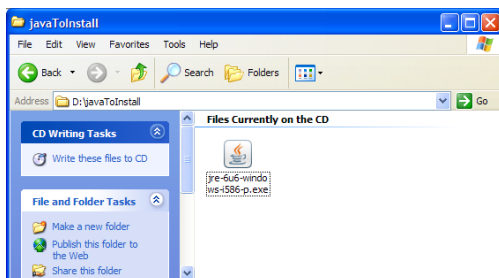 javaToInstall
File Edit View Favorites Tools Help
Back Search Folders
Address D:\javaToInstall Go
CD Writing Tasks
Write these files to CD
File and Folder Tasks
Make a new folder
Publish this folder to
the Web
Share this folder
Files Currently on the CD
jre-6u6-windo
ws-i586-p.exe